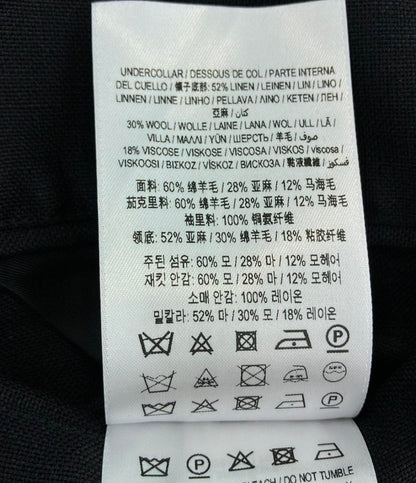 UNDERCOLLAR / DESSOUS DE COL / PARTE INTERNA
DEL CUELLO / 领子底部: 52% LINEN / LEINEN / LIN / LINO /
LINNEN / LINNE / LINHO / PELLAVA / ΛΙΝΟ / KETEN / ЛЕН /
亞麻 / كتان
30% WOOL / WOLLE / LAINE / LANA / WOL / ULL / LÃ /
VILLA / ΜΑΛΛΙ / YÜN / ШЕРСТЬ / 羊毛 / صوف
18% VISCOSE / VISKOSE / VISCOSA / VISKOS / viscosa /
VISKOOSI / ΒΙΣΚΟΖ / VİSKOZ / ВИСКОЗА / 粘液纖維 / فسكوز
面料: 60% 绵羊毛 / 28% 亚麻 / 12% 马海毛
茄克里料: 60% 绵羊毛 / 28% 亚麻 / 12% 马海毛
袖里料: 100% 铜氨纤维
领底: 52% 亚麻 / 30% 绵羊毛 / 18% 粘胶纤维
주된 섬유: 60% 모 / 28% 마 / 12% 모헤어
재킷 안감: 60% 모 / 28% 마 / 12% 모헤어
소매 안감: 100% 레이온
밑칼라: 52% 마 / 30% 모 / 18% 레이온
P
P
BLEACH / DO NOT TUMBLE